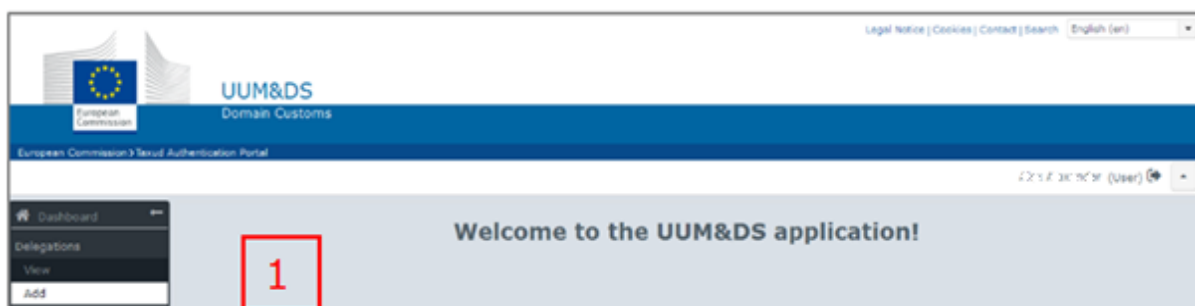 Legal Notice | Cookies | Contact | Search English (en)
UUM&DS
European Commission
Domain Customs
European Commission > Taxud Authentication Portal
(User)
Dashboard
Welcome to the UUM&DS application!
Delegations
View
1
Add